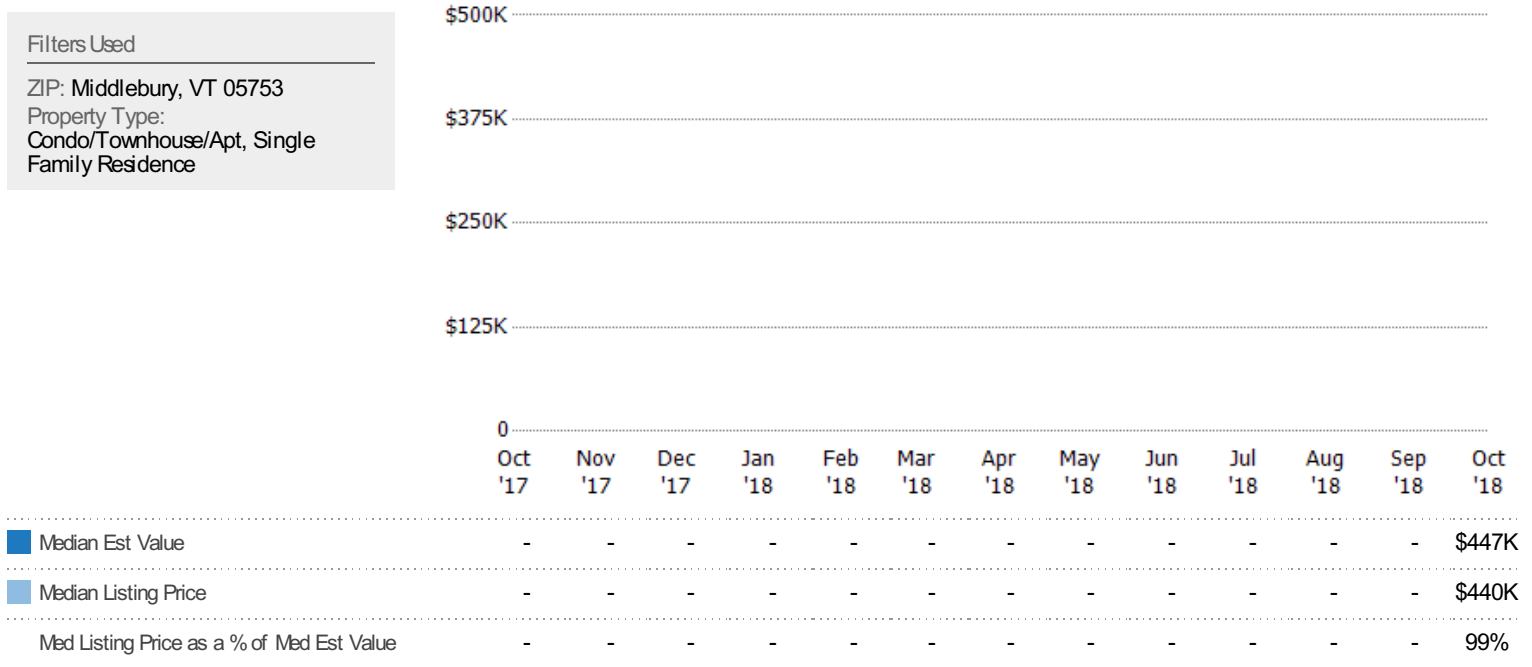 Filters Used
ZIP: Middlebury, VT 05753
Property Type:
Condo/Townhouse/Apt, Single
Family Residence
$500K
$375K
$250K
$125K
0
Oct Nov Dec Jan Feb Mar Apr May Jun Jul Aug Sep Oct
'17 '17 '17 '18 '18 '18 '18 '18 '18 '18 '18 '18 '18
Median Est Value - - - - - - - - - - - - $447K
Median Listing Price - - - - - - - - - - - - $440K
Med Listing Price as a % of Med Est Value - - - - - - - - - - - - 99%